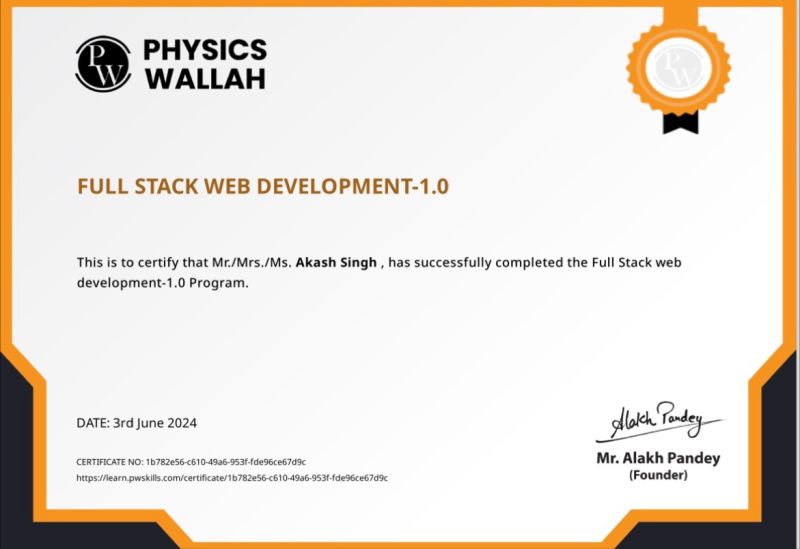 PW
PHYSICS
WALLAH
PW
FULL STACK WEB DEVELOPMENT-1.0
This is to certify that Mr./Mrs./Ms. Akash Singh , has successfully completed the Full Stack web
development-1.0 Program.
DATE: 3rd June 2024
CERTIFICATE NO: 1b782e56-c610-49a6-953f-fde96ce67d9c
https://learn.pwskills.com/certificate/1b782e56-c610-49a6-953f-fde96ce67d9c
Alakh Pandey
Mr. Alakh Pandey
(Founder)